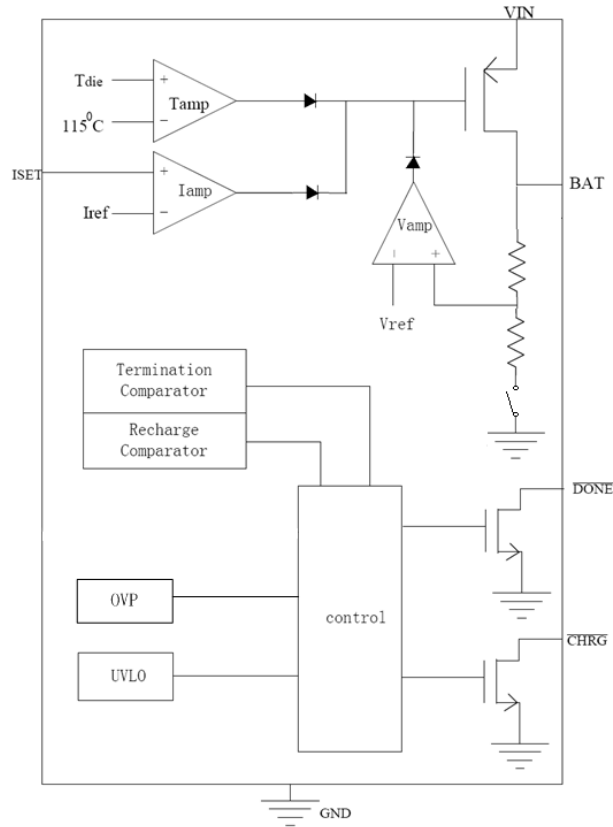 VIN
Tdie
+
Tamp
115⁰C
−
ISET
+
Iamp
Iref
−
BAT
Vamp
− +
Vref
Termination
Comparator
Recharge
Comparator
DONE
OVP
control
CHRG
UVLO
GND